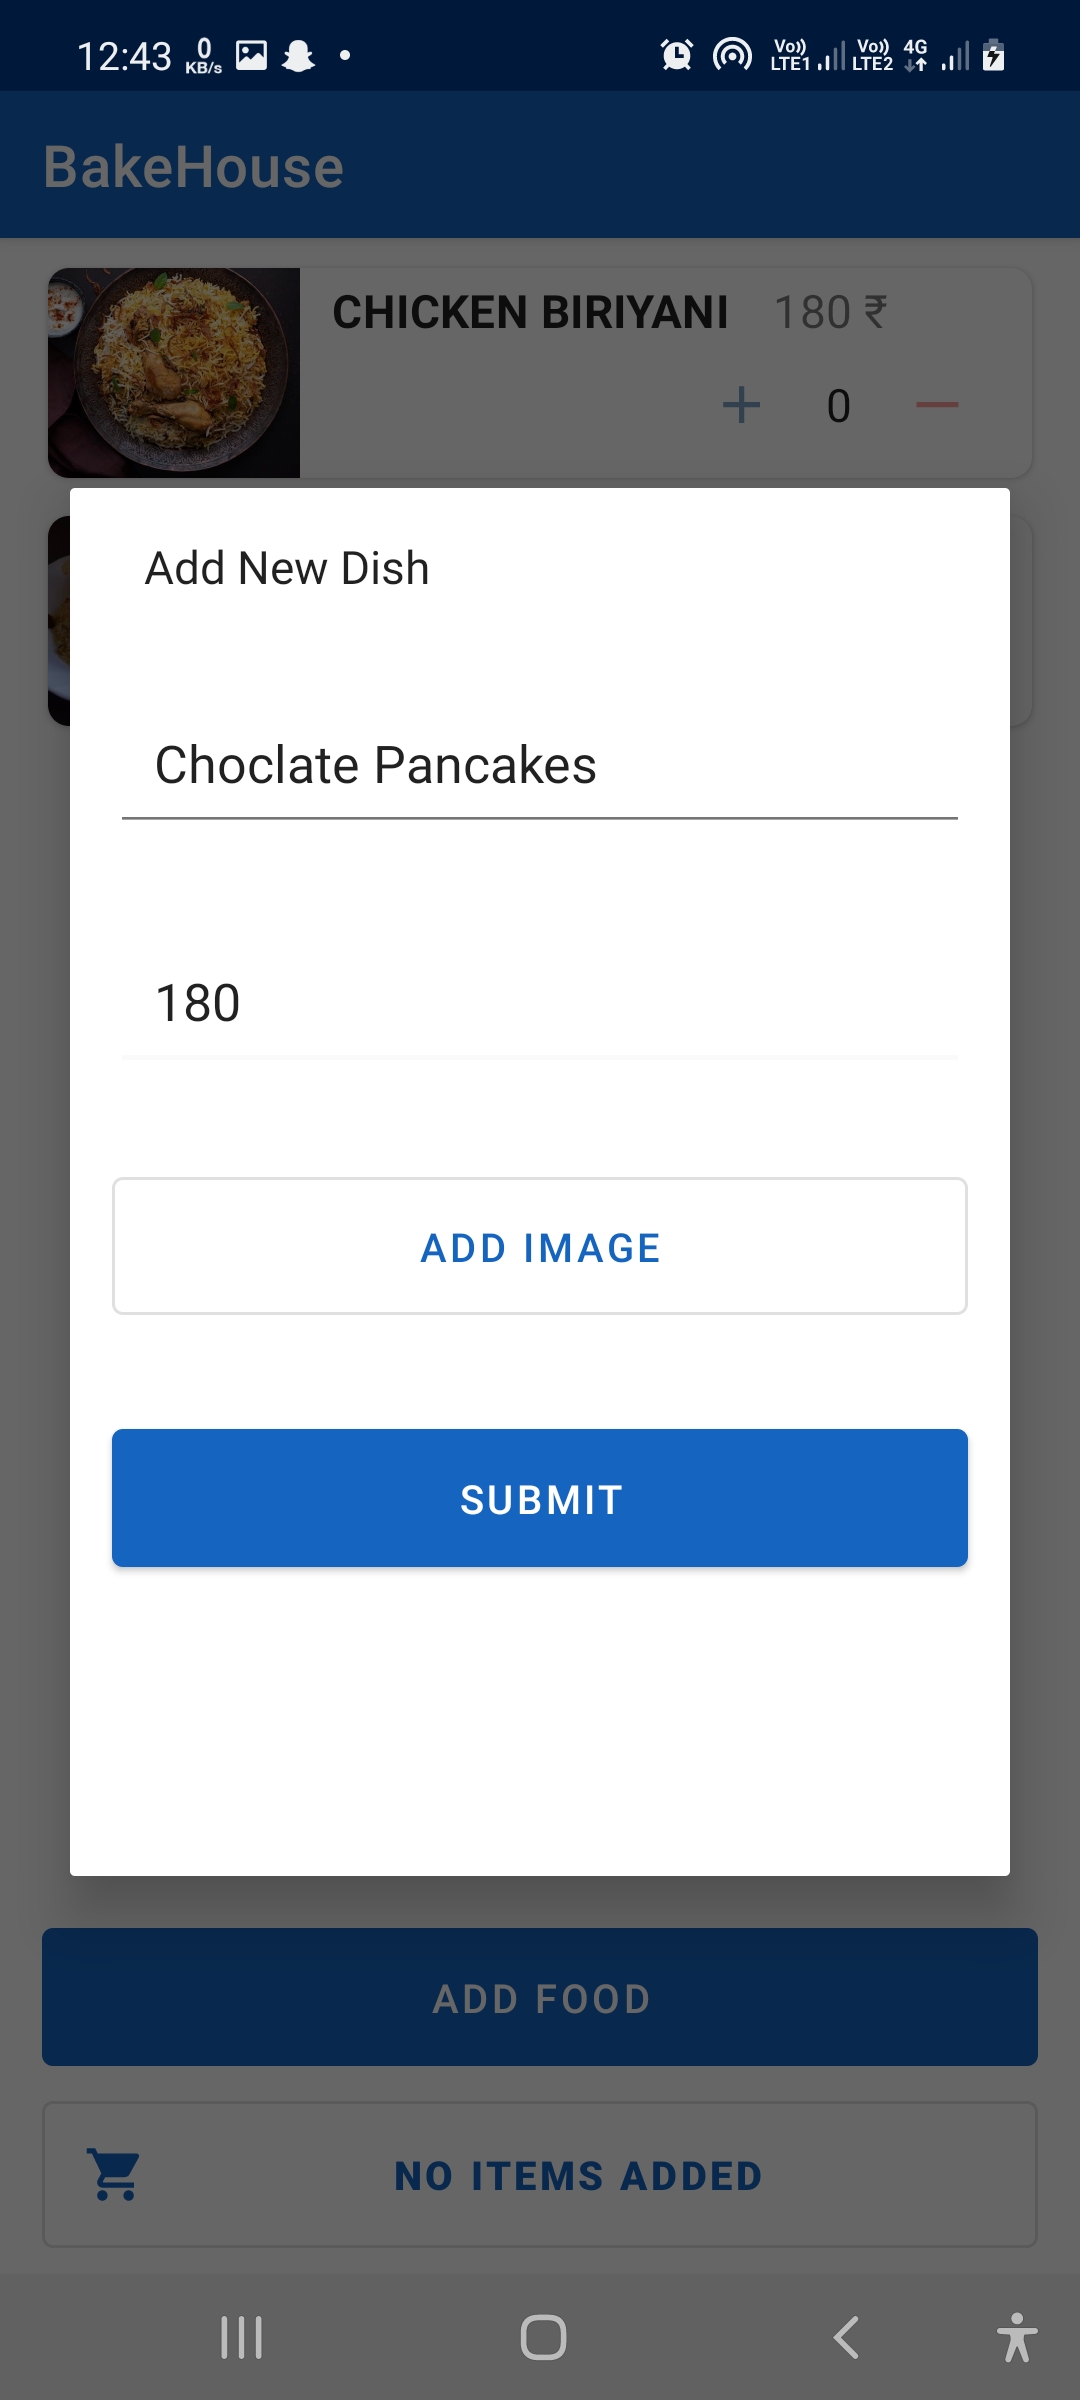 12:43 0 KB/s Vo)) LTE1 Vo)) LTE2 4G
BakeHouse
CHICKEN BIRIYANI 180 ₹
+ 0 —
Add New Dish
Choclate Pancakes
180
ADD IMAGE
SUBMIT
ADD FOOD
NO ITEMS ADDED